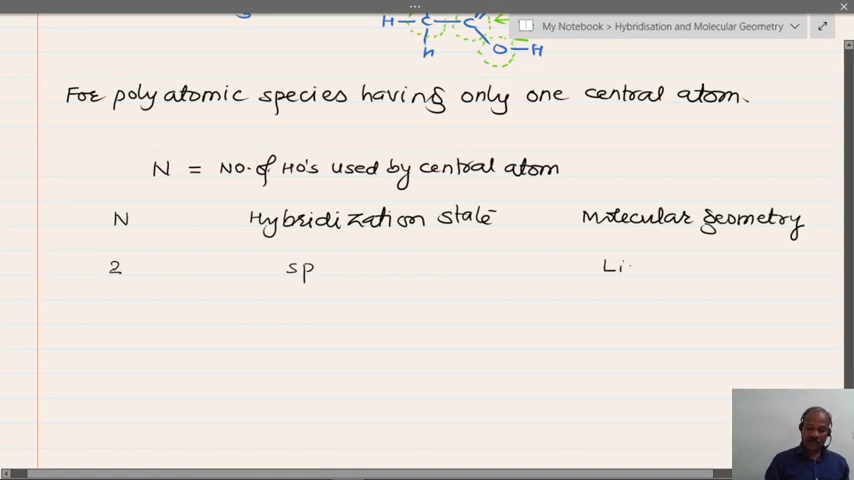 H-C-C
My Notebook > Hybridisation and Molecular Geometry
h O-H
For polyatomic species having only one central atom.
N = NO.of HO's used by central atom
N Hybridization state Molecular geometry
2 sp Li